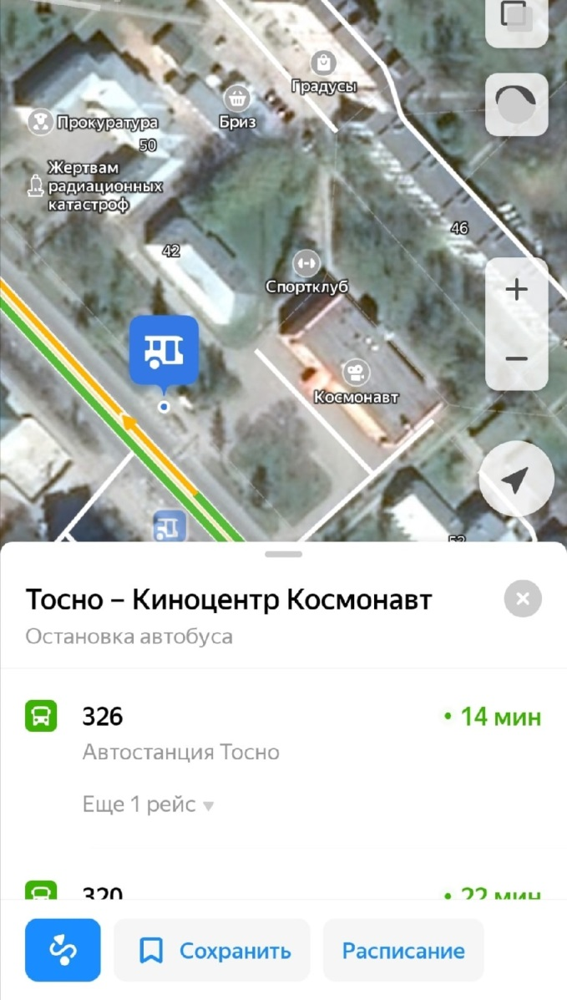 Градусы
Бриз
Прокуратура
50
Жертвам
радиационных
катастроф
46
42
Спортклуб
Космонавт
Тосно – Киноцентр Космонавт
Остановка автобуса
326
• 14 мин
Автостанция Тосно
Еще 1 рейс
320
• 22 мин
Сохранить
Расписание